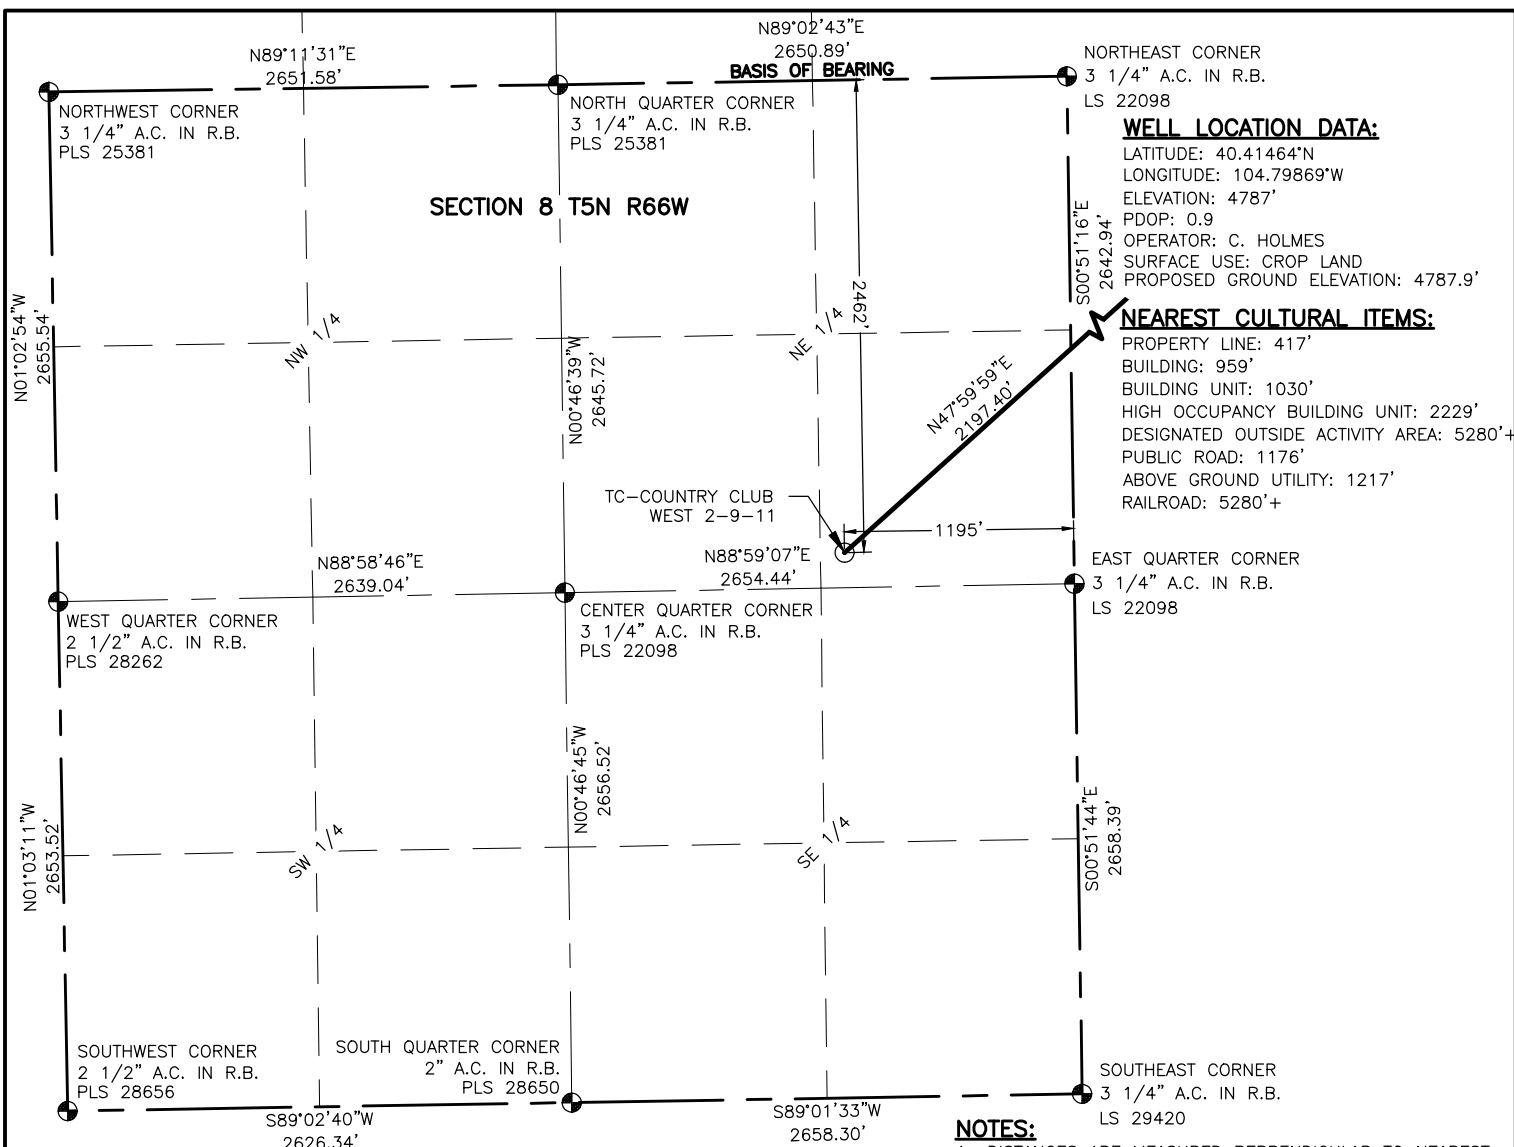 N89°11'31"E
2651.58'
N89°02'43"E
2650.89'
BASIS OF BEARING
NORTHEAST CORNER
3 1/4" A.C. IN R.B.
LS 22098
NORTHWEST CORNER
3 1/4" A.C. IN R.B.
PLS 25381
NORTH QUARTER CORNER
3 1/4" A.C. IN R.B.
PLS 25381
WELL LOCATION DATA:
LATITUDE: 40.41464°N
LONGITUDE: 104.79869°W
ELEVATION: 4787'
PDOP: 0.9
OPERATOR: C. HOLMES
SURFACE USE: CROP LAND
PROPOSED GROUND ELEVATION: 4787.9'
SECTION 8 T5N R66W
S00°51'16"E
2642.94'
N01°02'54"W
2655.54'
NW 1/4
N00°46'39"W
2645.72'
NE 1/4
2462'
NEAREST CULTURAL ITEMS:
PROPERTY LINE: 417'
BUILDING: 959'
BUILDING UNIT: 1030'
HIGH OCCUPANCY BUILDING UNIT: 2229'
DESIGNATED OUTSIDE ACTIVITY AREA: 5280'+
PUBLIC ROAD: 1176'
ABOVE GROUND UTILITY: 1217'
RAILROAD: 5280'+
N47°59'59"E
2197.40'
TC-COUNTRY CLUB
WEST 2-9-11
1195'
N88°58'46"E
2639.04'
N88°59'07"E
2654.44'
EAST QUARTER CORNER
3 1/4" A.C. IN R.B.
LS 22098
WEST QUARTER CORNER
2 1/2" A.C. IN R.B.
PLS 28262
CENTER QUARTER CORNER
3 1/4" A.C. IN R.B.
PLS 22098
N01°03'11"W
2653.52'
SW 1/4
N00°46'45"W
2656.52'
SE 1/4
S00°51'44"E
2658.39'
SOUTHWEST CORNER
2 1/2" A.C. IN R.B.
PLS 28656
SOUTH QUARTER CORNER
2" A.C. IN R.B.
PLS 28650
SOUTHEAST CORNER
3 1/4" A.C. IN R.B.
LS 29420
S89°02'40"W
2626.34'
S89°01'33"W
2658.30'
NOTES:
DISTANCES ARE MEASURED PERPENDICULAR TO NEAREST